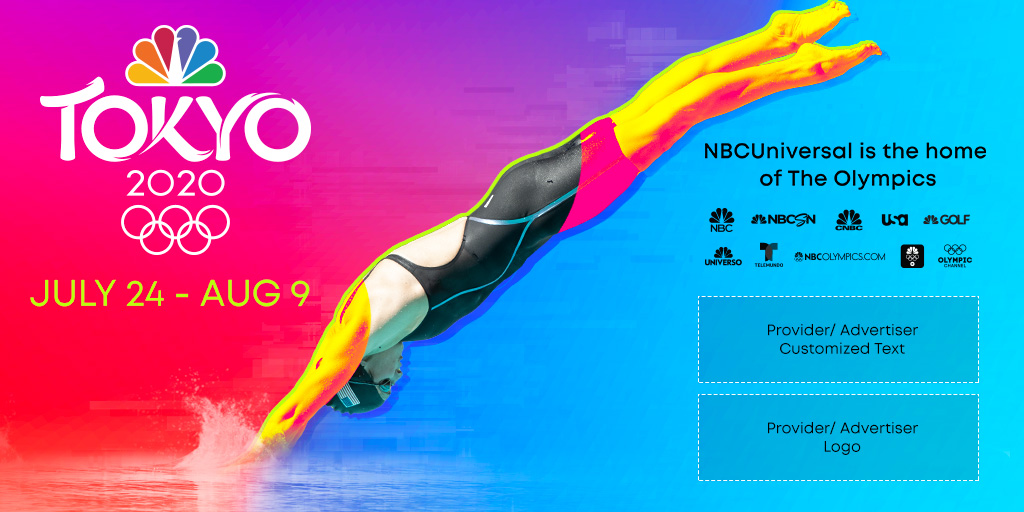 TOKYO
2020
JULY 24 - AUG 9
NBCUniversal is the home
of The Olympics
NBC
NBCSN
CNBC
USA
GOLF
UNIVERSO
TELEMUNDO
NBCOLYMPICS.COM
OLYMPIC
CHANNEL
Provider/ Advertiser
Customized Text
Provider/ Advertiser
Logo